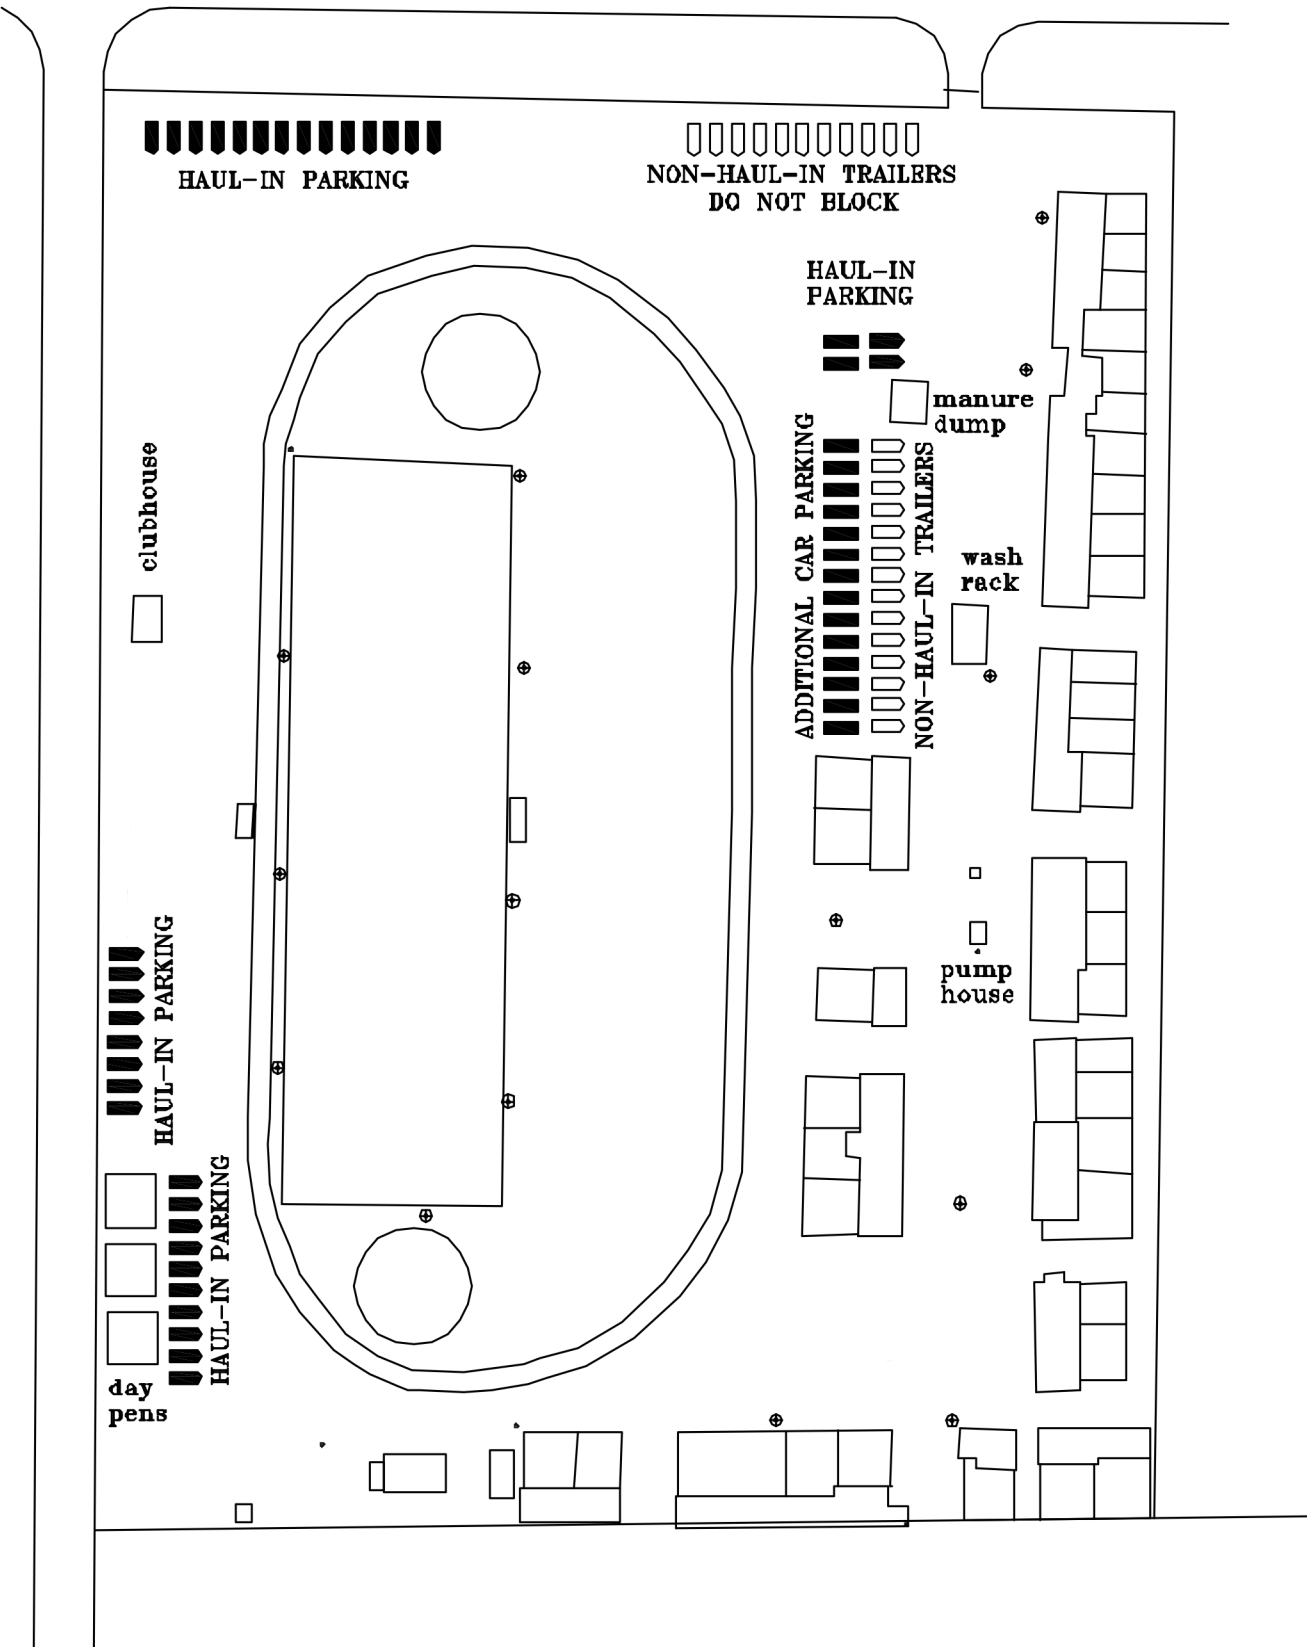 HAUL-IN PARKING
NON-HAUL-IN TRAILERS
DO NOT BLOCK
HAUL-IN
PARKING
manure
dump
ADDITIONAL CAR PARKING
NON-HAUL-IN TRAILERS
clubhouse
wash
rack
HAUL-IN PARKING
pump
house
HAUL-IN PARKING
day
pens